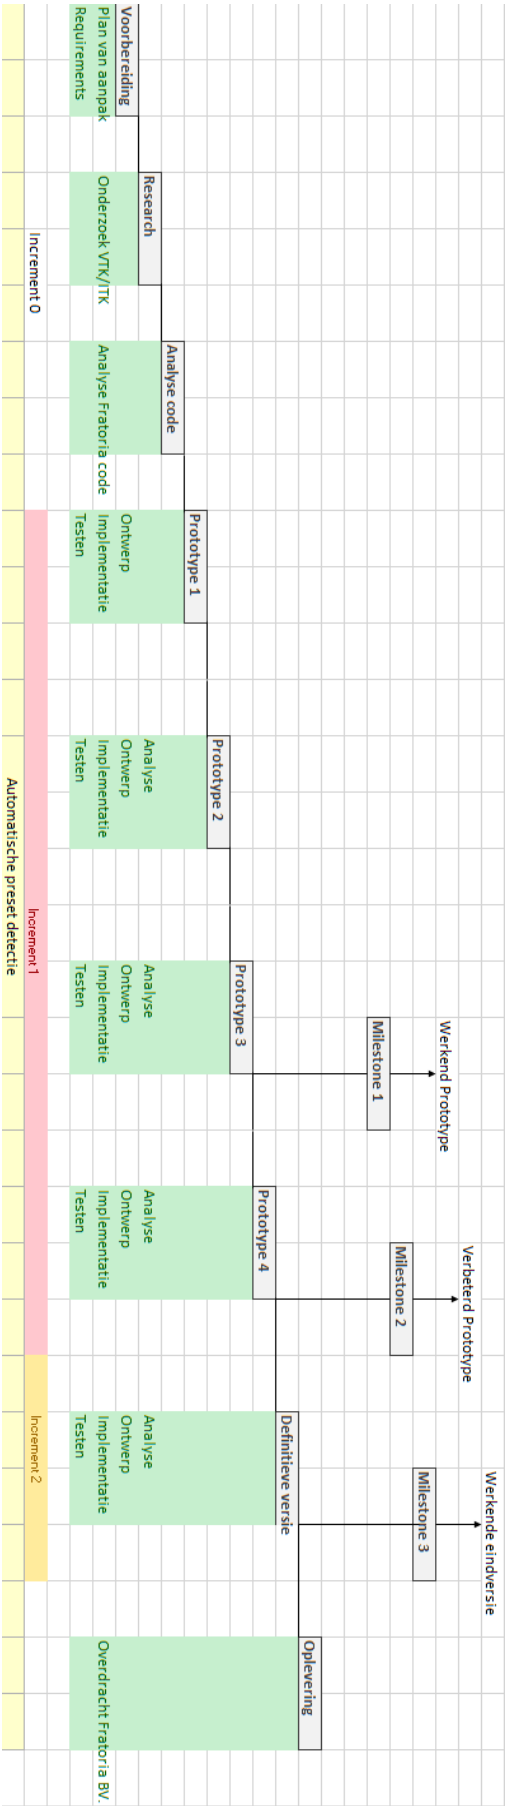 Werkend Prototype
Verbeterd Prototype
Werkende eindversie
Milestone 1
Milestone 2
Milestone 3
Voorbereiding
Plan van aanpak
Requirements
Research
Onderzoek VTK/ITK
Analyse code
Analyse Fratoria code
Prototype 1
Ontwerp
Implementatie
Testen
Prototype 2
Analyse
Ontwerp
Implementatie
Testen
Prototype 3
Analyse
Ontwerp
Implementatie
Testen
Prototype 4
Analyse
Ontwerp
Implementatie
Testen
Definitieve versie
Analyse
Ontwerp
Implementatie
Testen
Oplevering
Overdracht Fratoria BV.
Increment 0
Increment 1
Increment 2
Automatische preset detectie